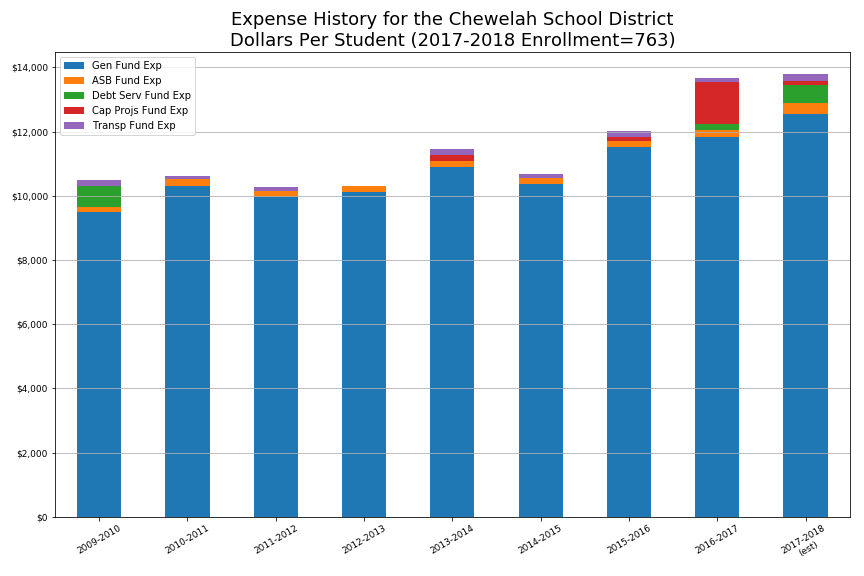 Expense History for the Chewelah School District
Dollars Per Student (2017-2018 Enrollment=763)
Gen Fund Exp
ASB Fund Exp
Debt Serv Fund Exp
Cap Projs Fund Exp
Transp Fund Exp
$14,000
$12,000
$10,000
$8,000
$6,000
$4,000
$2,000
$0
2009-2010
2010-2011
2011-2012
2012-2013
2013-2014
2014-2015
2015-2016
2016-2017
2017-2018
(est)